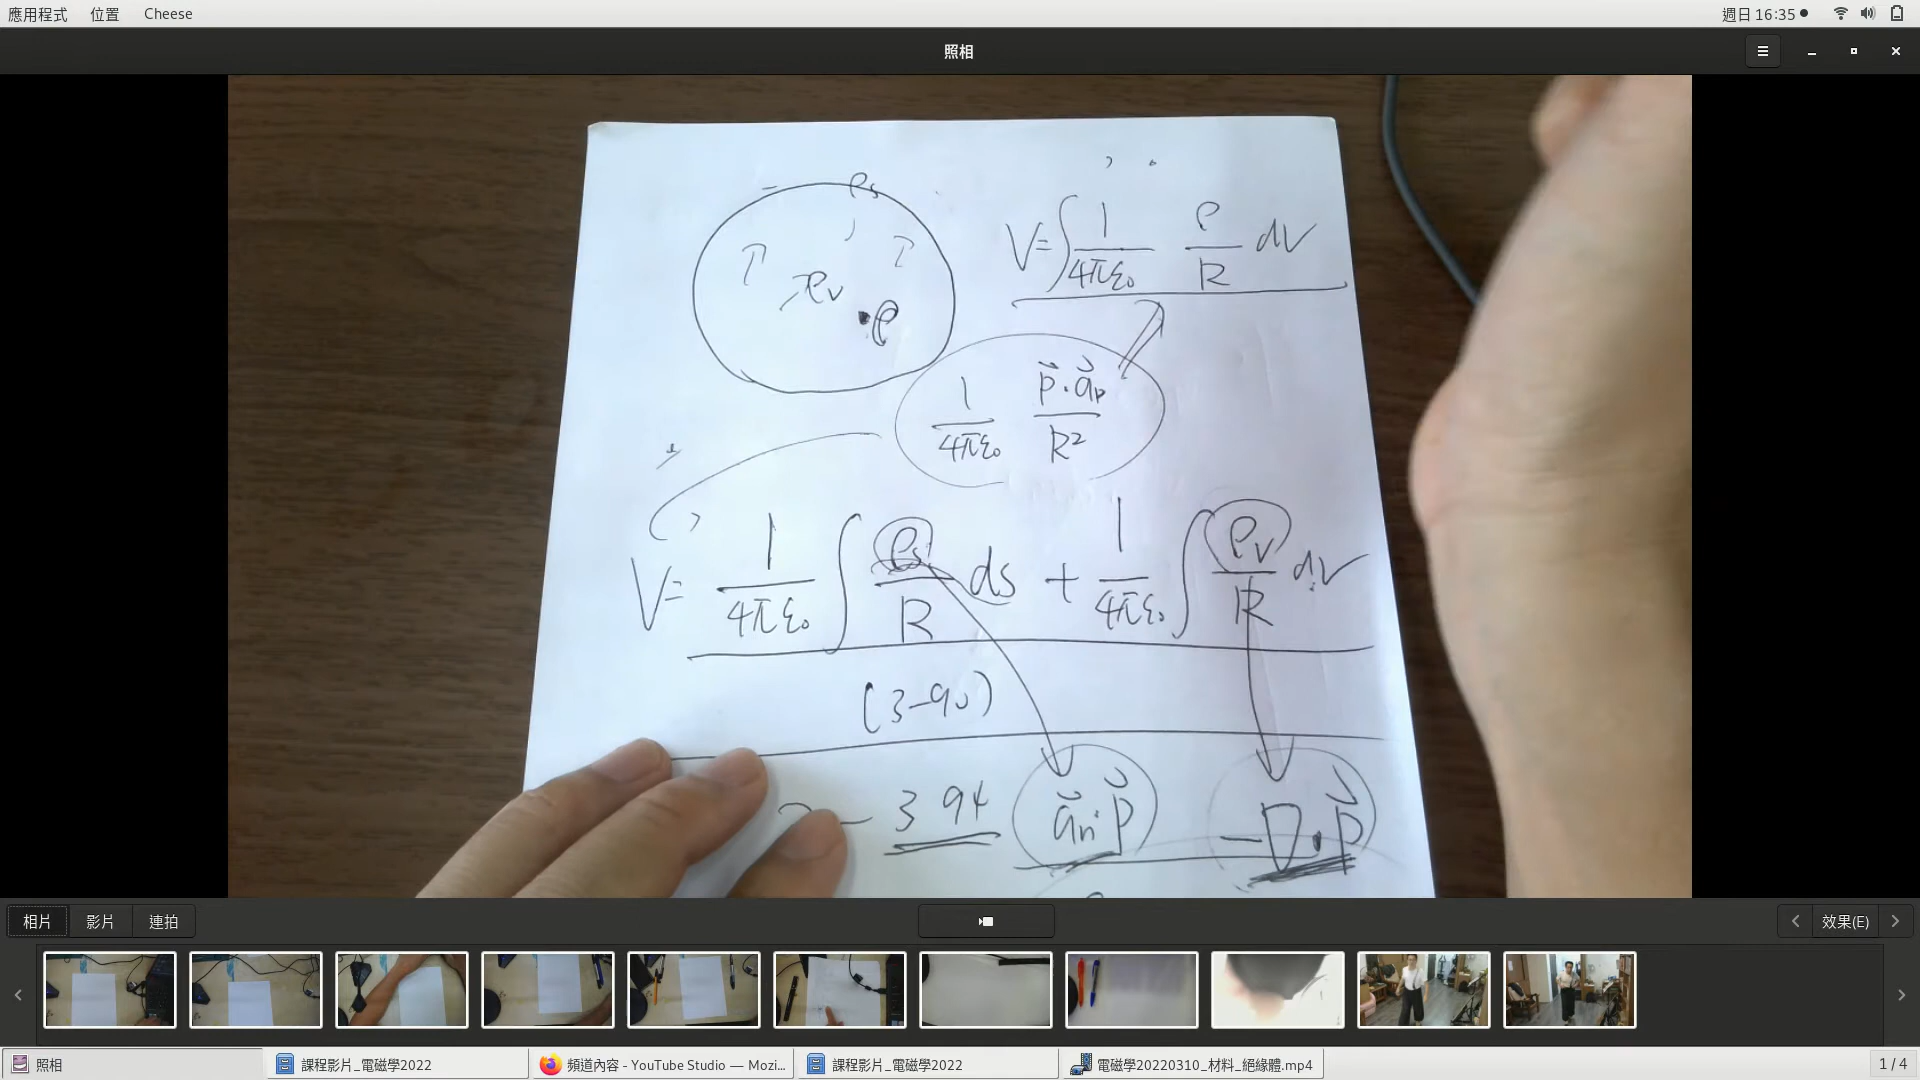 應用程式 位置 Cheese 週日 16:35
照相
ρs
ρv
ρ
V=∫ 1/4πε₀ ρ/R dV
1/4πε₀ p⃗·a⃗p/R²
V= 1/4πε₀ ∫ ρs/R ds + 1/4πε₀ ∫ ρv/R dV
(3-90)
3 94 a⃗n·P⃗ -∇·P⃗
相片 影片 連拍 效果(E)
照相 課程影片_電磁學2022 頻道內容 - YouTube Studio — Mozi... 課程影片_電磁學2022 電磁學20220310_材料_絕緣體.mp4 1 / 4